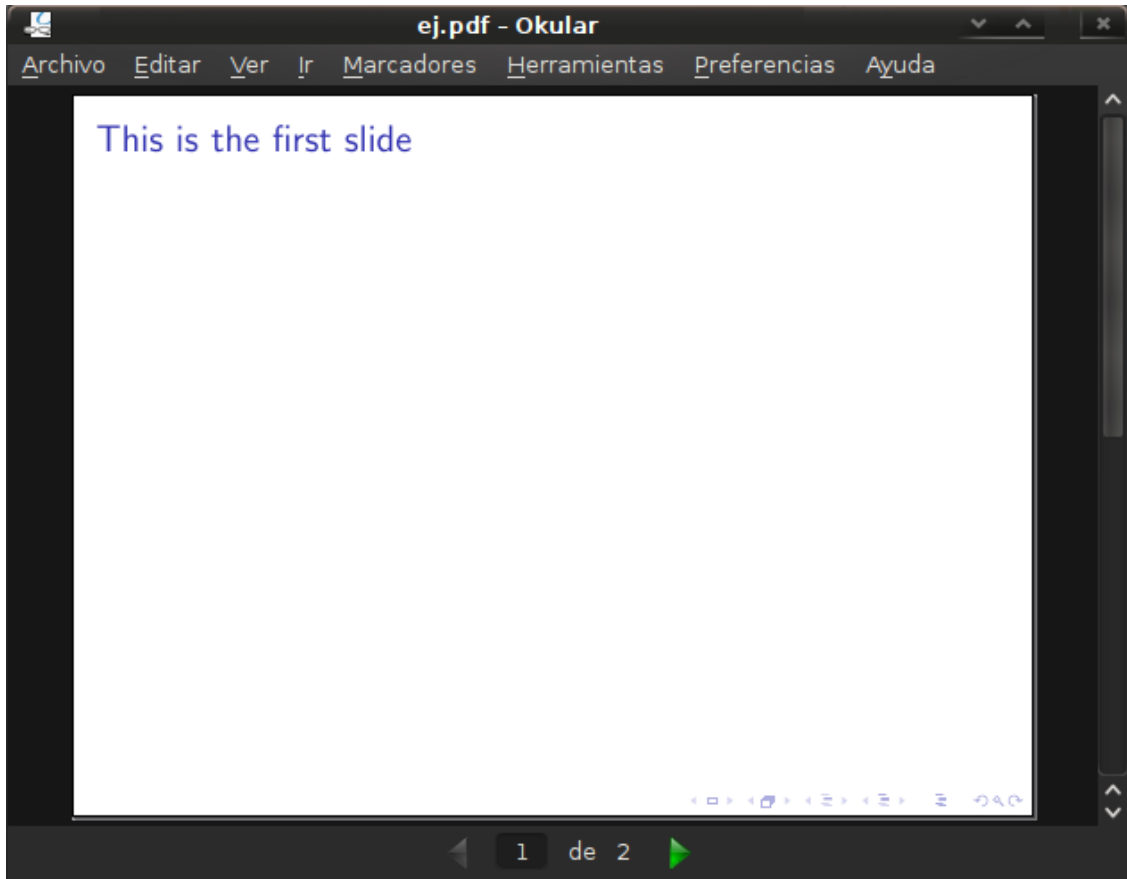 ej.pdf – Okular
Archivo Editar Ver Ir Marcadores Herramientas Preferencias Ayuda
This is the first slide
1 de 2